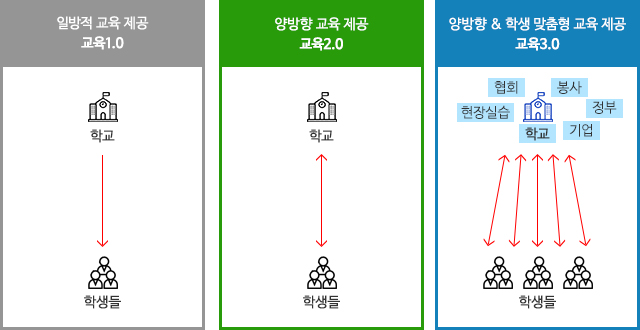 일방적 교육 제공
교육1.0
학교
학생들
양방향 교육 제공
교육2.0
학교
학생들
양방향 & 학생 맞춤형 교육 제공
교육3.0
협회
봉사
현장실습
정부
학교
기업
학생들